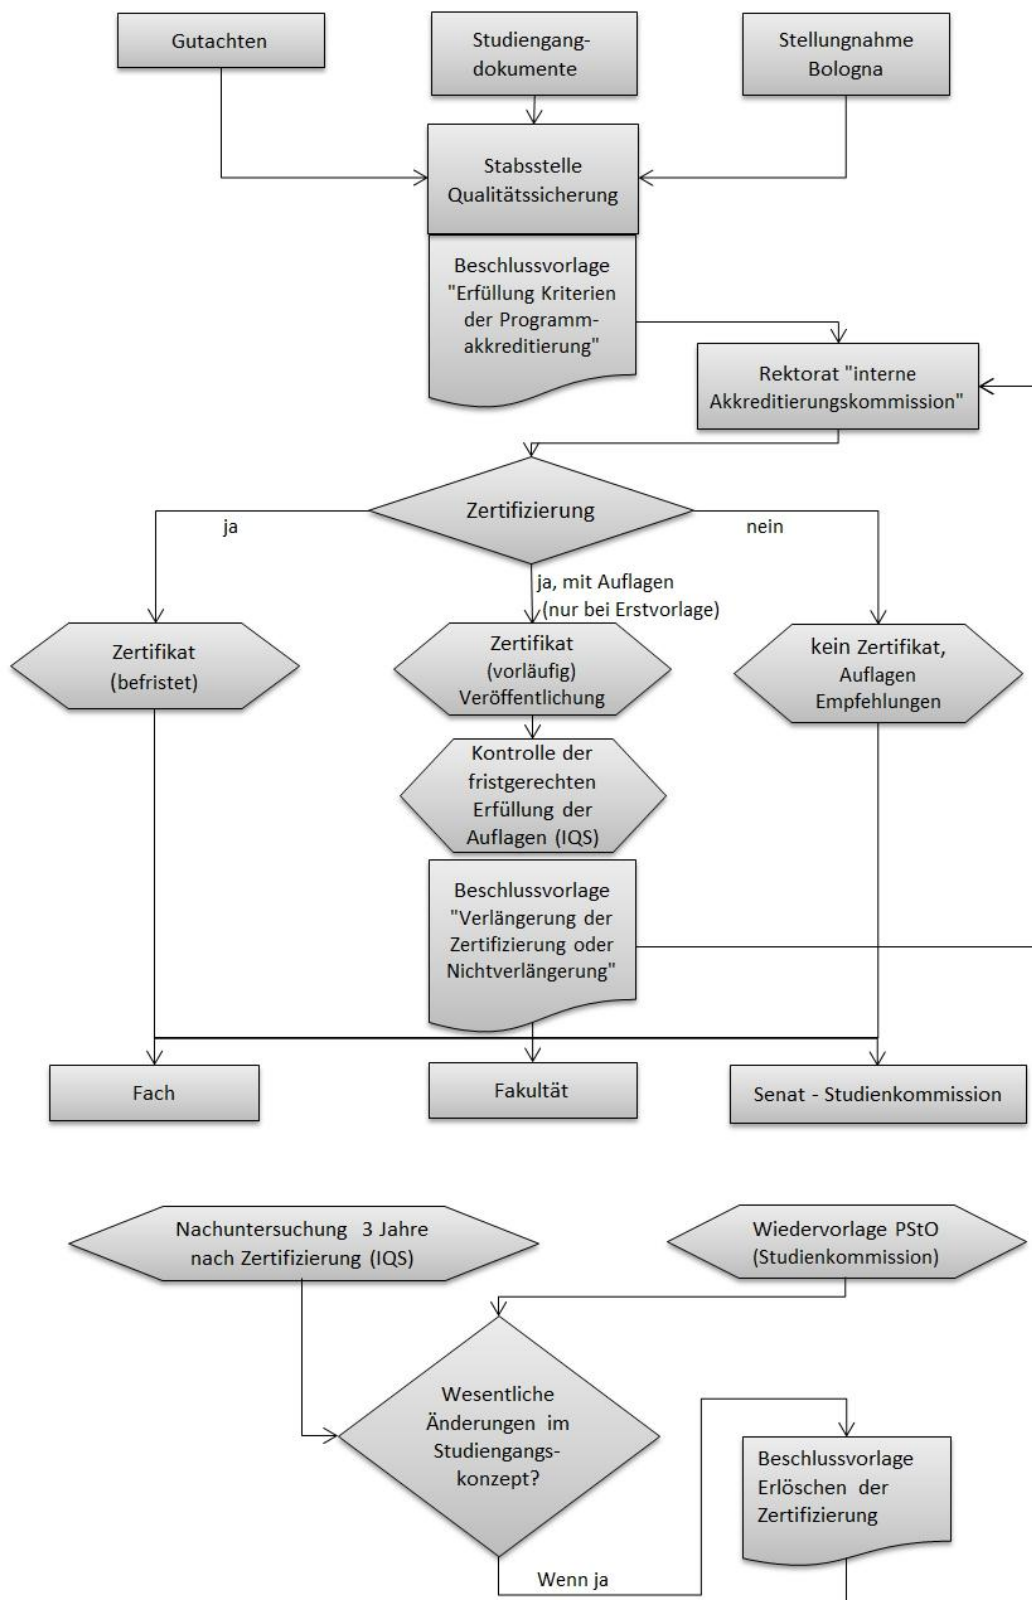 Gutachten
Studiengang-
dokumente
Stellungnahme
Bologna
Stabsstelle
Qualitätssicherung
Beschlussvorlage
"Erfüllung Kriterien
der Programm-
akkreditierung"
Rektorat "interne
Akkreditierungskommission"
Zertifizierung
ja
nein
ja, mit Auflagen
(nur bei Erstvorlage)
Zertifikat
(befristet)
Zertifikat
(vorläufig)
Veröffentlichung
kein Zertifikat,
Auflagen
Empfehlungen
Kontrolle der
fristgerechten
Erfüllung der
Auflagen (IQS)
Beschlussvorlage
"Verlängerung der
Zertifizierung oder
Nichtverlängerung"
Fach
Fakultät
Senat - Studienkommission
Nachuntersuchung 3 Jahre
nach Zertifizierung (IQS)
Wiedervorlage PStO
(Studienkommission)
Wesentliche
Änderungen im
Studiengangs-
konzept?
Beschlussvorlage
Erlöschen der
Zertifizierung
Wenn ja